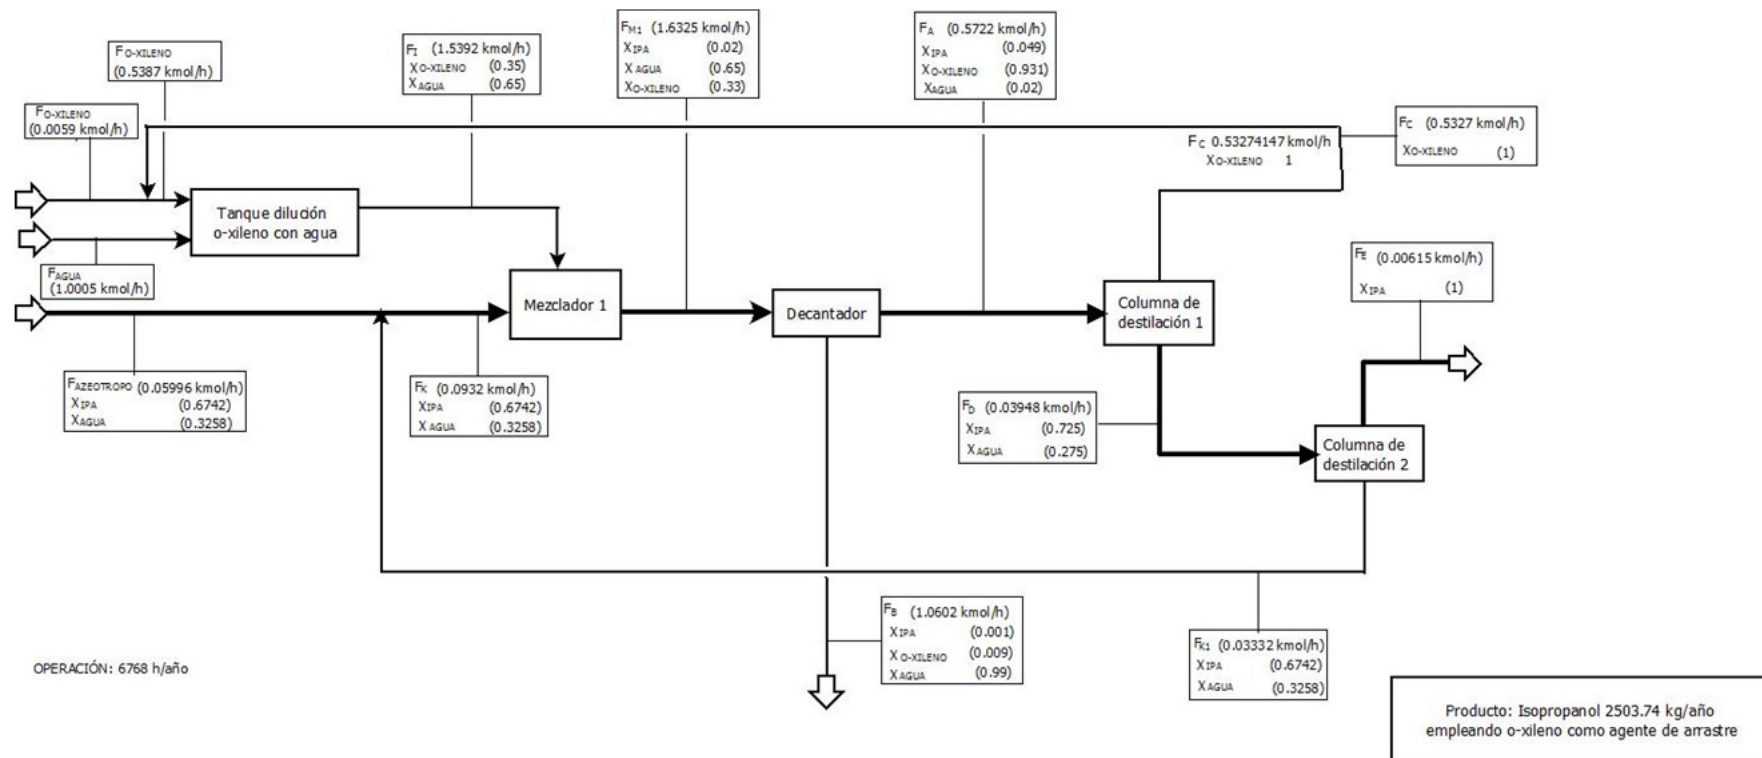 F O-XILENO
(0.5387 kmol/h)
F O-XILENO
(0.0059 kmol/h)
FI (1.5392 kmol/h)
XO-XILENO (0.35)
XAGUA (0.65)
FM1 (1.6325 kmol/h)
XIPA (0.02)
X AGUA (0.65)
XO-XILENO (0.33)
FA (0.5722 kmol/h)
XIPA (0.049)
XO-XILENO (0.931)
XAGUA (0.02)
FC (0.5327 kmol/h)
XO-XILENO (1)
FC 0.53274147 kmol/h
XO-XILENO 1
Tanque dilución
o-xileno con agua
FAGUA
(1.0005 kmol/h)
Mezclador 1
Decantador
Columna de
destilación 1
FE (0.00615 kmol/h)
XIPA (1)
FAZEOTROPO (0.05996 kmol/h)
XIPA (0.6742)
XAGUA (0.3258)
FK (0.0932 kmol/h)
XIPA (0.6742)
X AGUA (0.3258)
FD (0.03948 kmol/h)
XIPA (0.725)
XAGUA (0.275)
Columna de
destilación 2
FB (1.0602 kmol/h)
XIPA (0.001)
X O-XILENO (0.009)
XAGUA (0.99)
FK1 (0.03332 kmol/h)
XIPA (0.6742)
XAGUA (0.3258)
OPERACIÓN: 6768 h/año
Producto: Isopropanol 2503.74 kg/año
empleando o-xileno como agente de arrastre